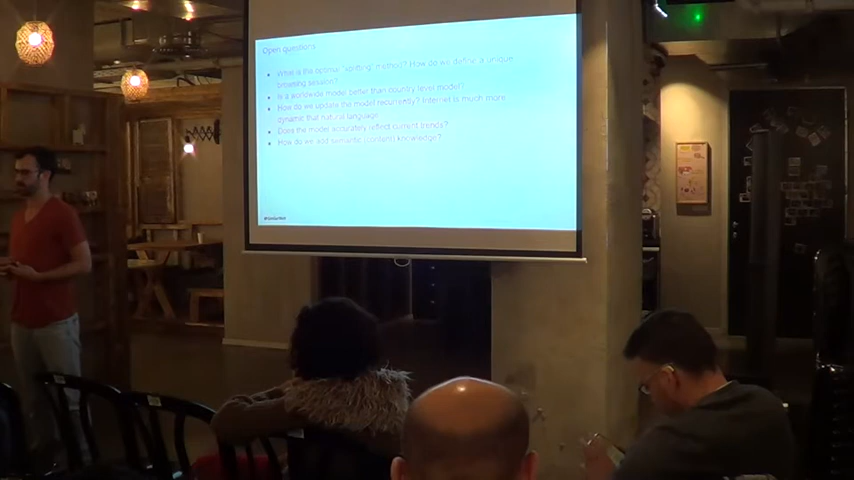 Open questions
What is the optimal "splitting" method? How do we define a unique
browsing session?
Is a worldwide model better than country level model?
How do we update the model recurrently? Internet is much more
dynamic that natural language
Does the model accurately reflect current trends?
How do we add semantic (content) knowledge?
SimilarWeb